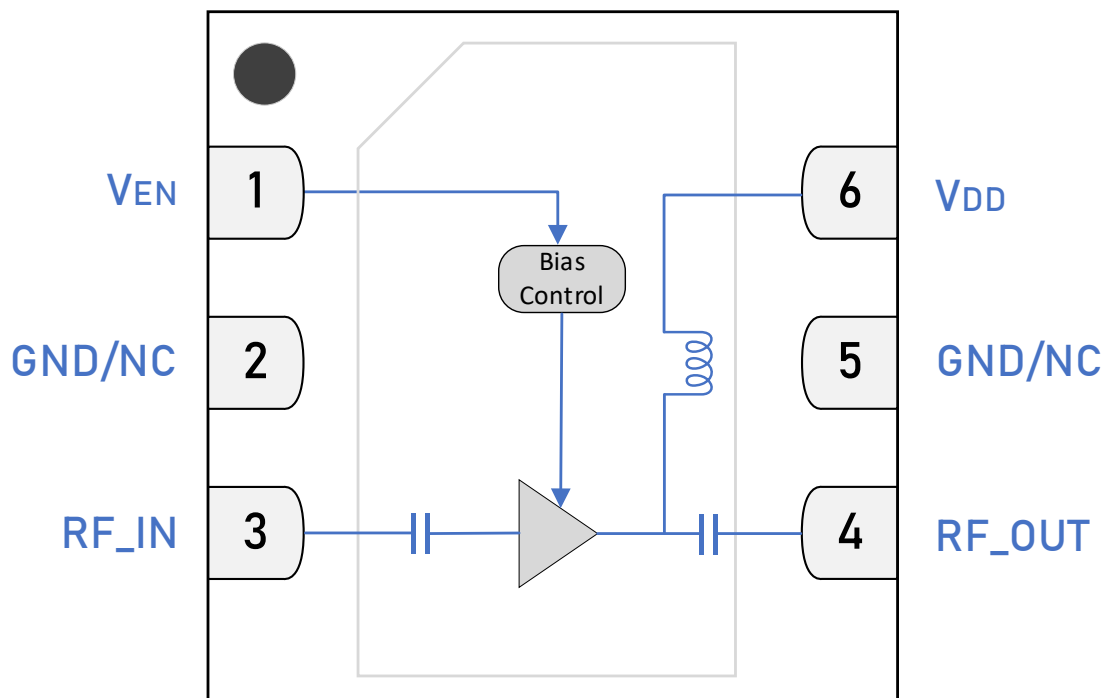 VEN 1 6 VDD
Bias
Control
GND/NC 2 5 GND/NC
RF_IN 3 4 RF_OUT